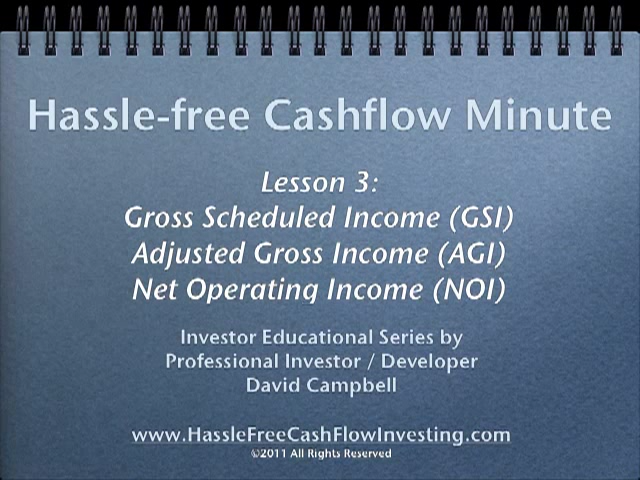 Hassle-free Cashflow Minute
Lesson 3:
Gross Scheduled Income (GSI)
Adjusted Gross Income (AGI)
Net Operating Income (NOI)
Investor Educational Series by
Professional Investor / Developer
David Campbell
www.HassleFreeCashFlowInvesting.com
©2011 All Rights Reserved